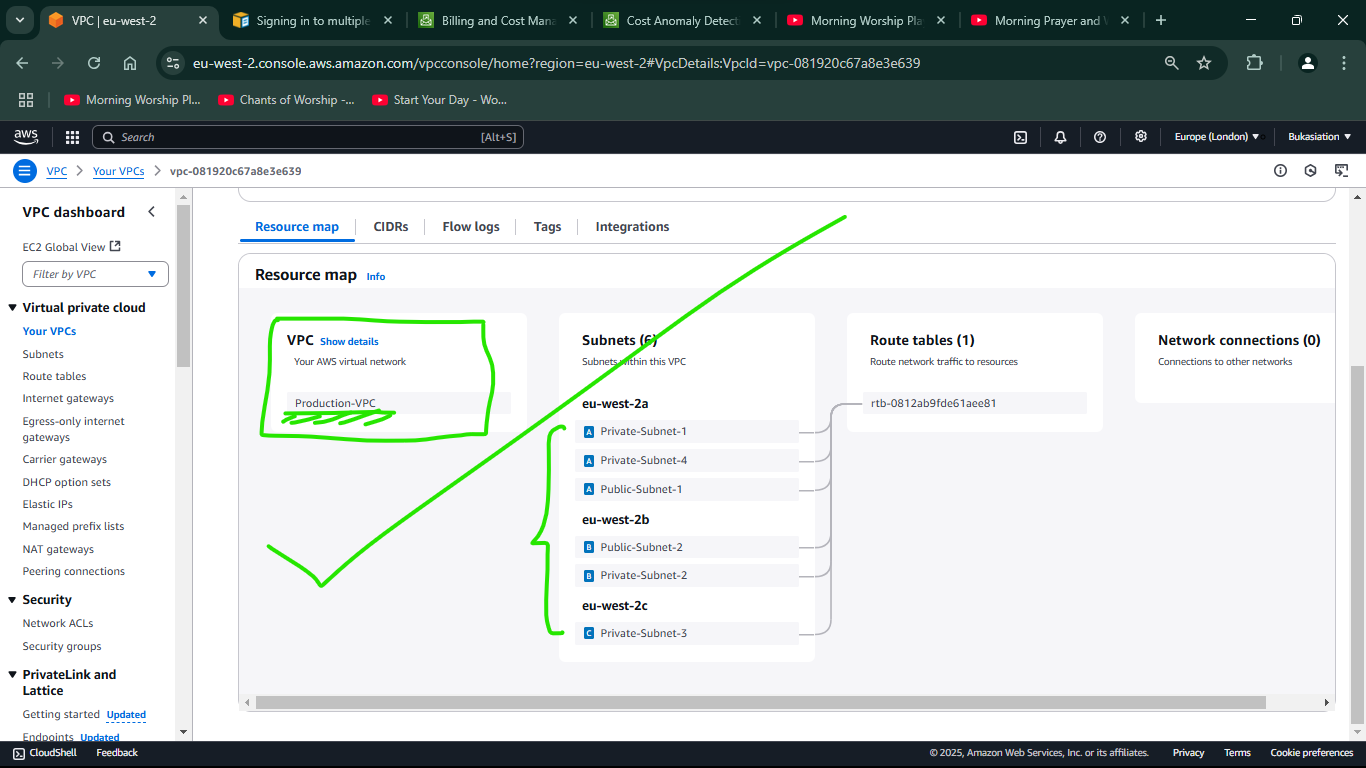 VPC | eu-west-2
Signing in to multiple
Billing and Cost Mana
Cost Anomaly Detect
Morning Worship Pla
Morning Prayer and
eu-west-2.console.aws.amazon.com/vpcconsole/home?region=eu-west-2#VpcDetails:VpcId=vpc-081920c67a8e3e639
Morning Worship Pl...
Chants of Worship -...
Start Your Day - Wo...
aws
Search
[Alt+S]
Europe (London)
Bukasiation
VPC
Your VPCs
vpc-081920c67a8e3e639
VPC dashboard
EC2 Global View
Filter by VPC
Virtual private cloud
Your VPCs
Subnets
Route tables
Internet gateways
Egress-only internet
gateways
Carrier gateways
DHCP option sets
Elastic IPs
Managed prefix lists
NAT gateways
Peering connections
Security
Network ACLs
Security groups
PrivateLink and
Lattice
Getting started Updated
Endpoints Updated
Resource map
CIDRs
Flow logs
Tags
Integrations
Resource map Info
VPC Show details
Your AWS virtual network
Production-VPC
Subnets (6)
Subnets within this VPC
eu-west-2a
A Private-Subnet-1
A Private-Subnet-4
A Public-Subnet-1
eu-west-2b
B Public-Subnet-2
B Private-Subnet-2
eu-west-2c
C Private-Subnet-3
Route tables (1)
Route network traffic to resources
rtb-0812ab9fde61aee81
Network connections (0)
Connections to other networks
CloudShell
Feedback
© 2025, Amazon Web Services, Inc. or its affiliates.
Privacy
Terms
Cookie preferences